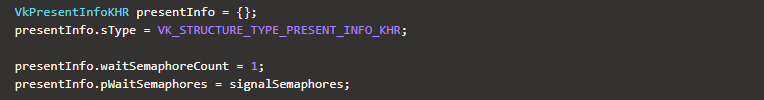 VkPresentInfoKHR presentInfo = {};
presentInfo.sType = VK_STRUCTURE_TYPE_PRESENT_INFO_KHR;
presentInfo.waitSemaphoreCount = 1;
presentInfo.pWaitSemaphores = signalSemaphores;